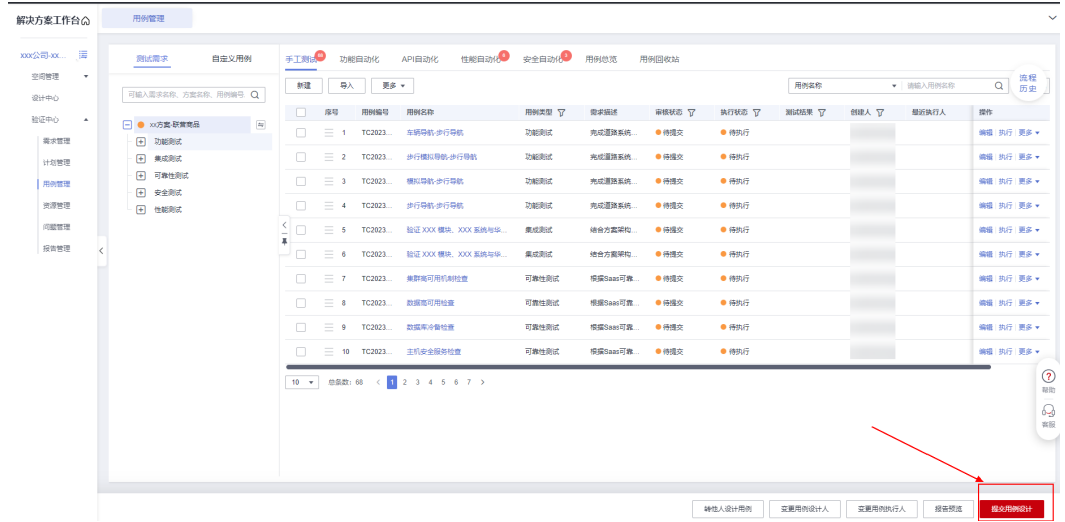 解决方案工作台
用例管理
xxx公司-xx...
空间管理
设计中心
验证中心
需求管理
计划管理
用例管理
资源管理
问题管理
报告管理
测试需求 自定义用例
可输入需求名称、方案名称、用例编号
xx方案-联营商品
功能测试
集成测试
可靠性测试
安全测试
性能测试
手工测试 功能自动化 API自动化 性能自动化 安全自动化 用例总览 用例回收站
新建 导入 更多 用例名称 请输入用例名称
流程
历史
序号 用例编号 用例名称 用例类型 需求描述 审核状态 执行状态 测试结果 创建人 最近执行人 操作
1 TC2023... 车辆导航-步行导航 功能测试 完成道路系统... 待提交 待执行 编辑 执行 更多
2 TC2023... 步行模拟导航-步行导航 功能测试 完成道路系统... 待提交 待执行 编辑 执行 更多
3 TC2023... 模拟导航-步行导航 功能测试 完成道路系统... 待提交 待执行 编辑 执行 更多
4 TC2023... 步行导航-步行导航 功能测试 完成道路系统... 待提交 待执行 编辑 执行 更多
5 TC2023... 验证 XXX 模块、XXX 系统与华... 集成测试 结合方案架构... 待提交 待执行 编辑 执行 更多
6 TC2023... 验证 XXX 模块、XXX 系统与华... 集成测试 结合方案架构... 待提交 待执行 编辑 执行 更多
7 TC2023... 集群高可用机制检查 可靠性测试 根据Saas可靠... 待提交 待执行 编辑 执行 更多
8 TC2023... 数据高可用检查 可靠性测试 根据Saas可靠... 待提交 待执行 编辑 执行 更多
9 TC2023... 数据库冷备检查 可靠性测试 根据Saas可靠... 待提交 待执行 编辑 执行 更多
10 TC2023... 主机安全服务检查 可靠性测试 根据Saas可靠... 待提交 待执行 编辑 执行 更多
10 总条数: 68 < 1 2 3 4 5 6 7 >
帮助
客服
转他人设计用例 变更用例设计人 变更用例执行人 报告预览 提交用例设计